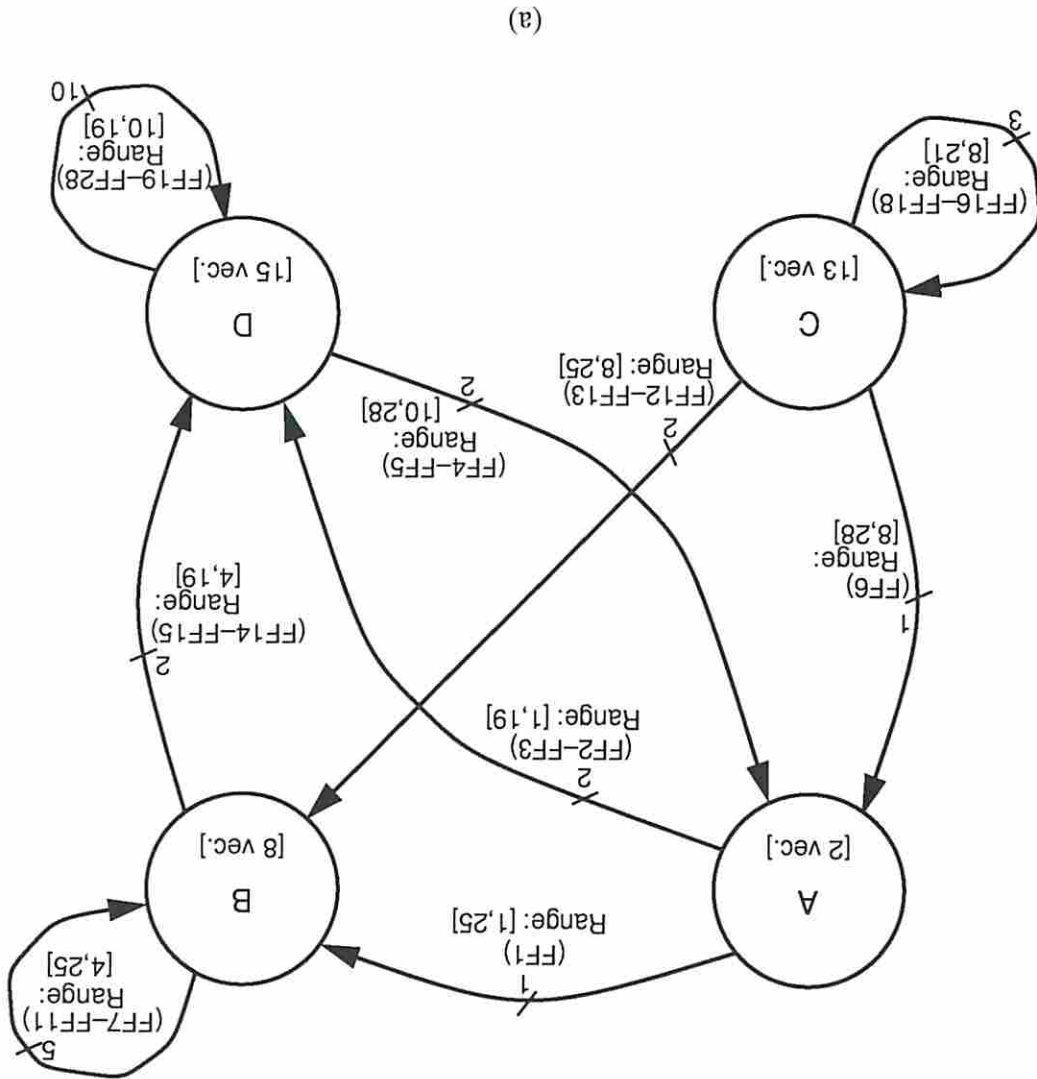 1
(FF1)
Range: [1,25]
A
[2 vec.]
5
(FF7–FF11)
Range:
[4,25]
B
[8 vec.]
2
(FF2–FF3)
Range: [1,19]
1
(FF6)
Range:
[8,28]
2
(FF14–FF15)
Range:
[4,19]
2
(FF12–FF13)
Range: [8,25]
(FF4–FF5)
Range:
[10,28]
2
C
[13 vec.]
D
[15 vec.]
(FF16–FF18)
Range:
[8,21]
3
(FF19–FF28)
Range:
[10,19]
10
(a)